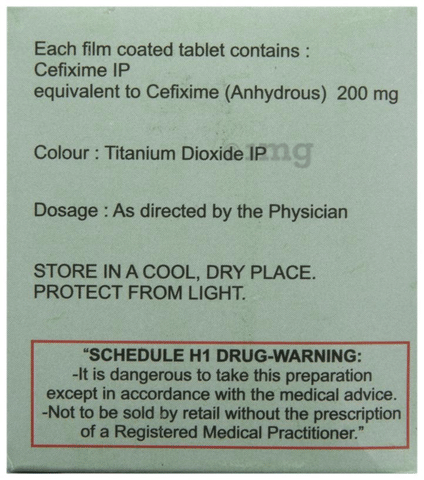 Each film coated tablet contains :
Cefixime IP
equivalent to Cefixime (Anhydrous) 200 mg
Colour : Titanium Dioxide IP
Dosage : As directed by the Physician
STORE IN A COOL, DRY PLACE.
PROTECT FROM LIGHT.
"SCHEDULE H1 DRUG-WARNING:
-It is dangerous to take this preparation
except in accordance with the medical advice.
-Not to be sold by retail without the prescription
of a Registered Medical Practitioner."